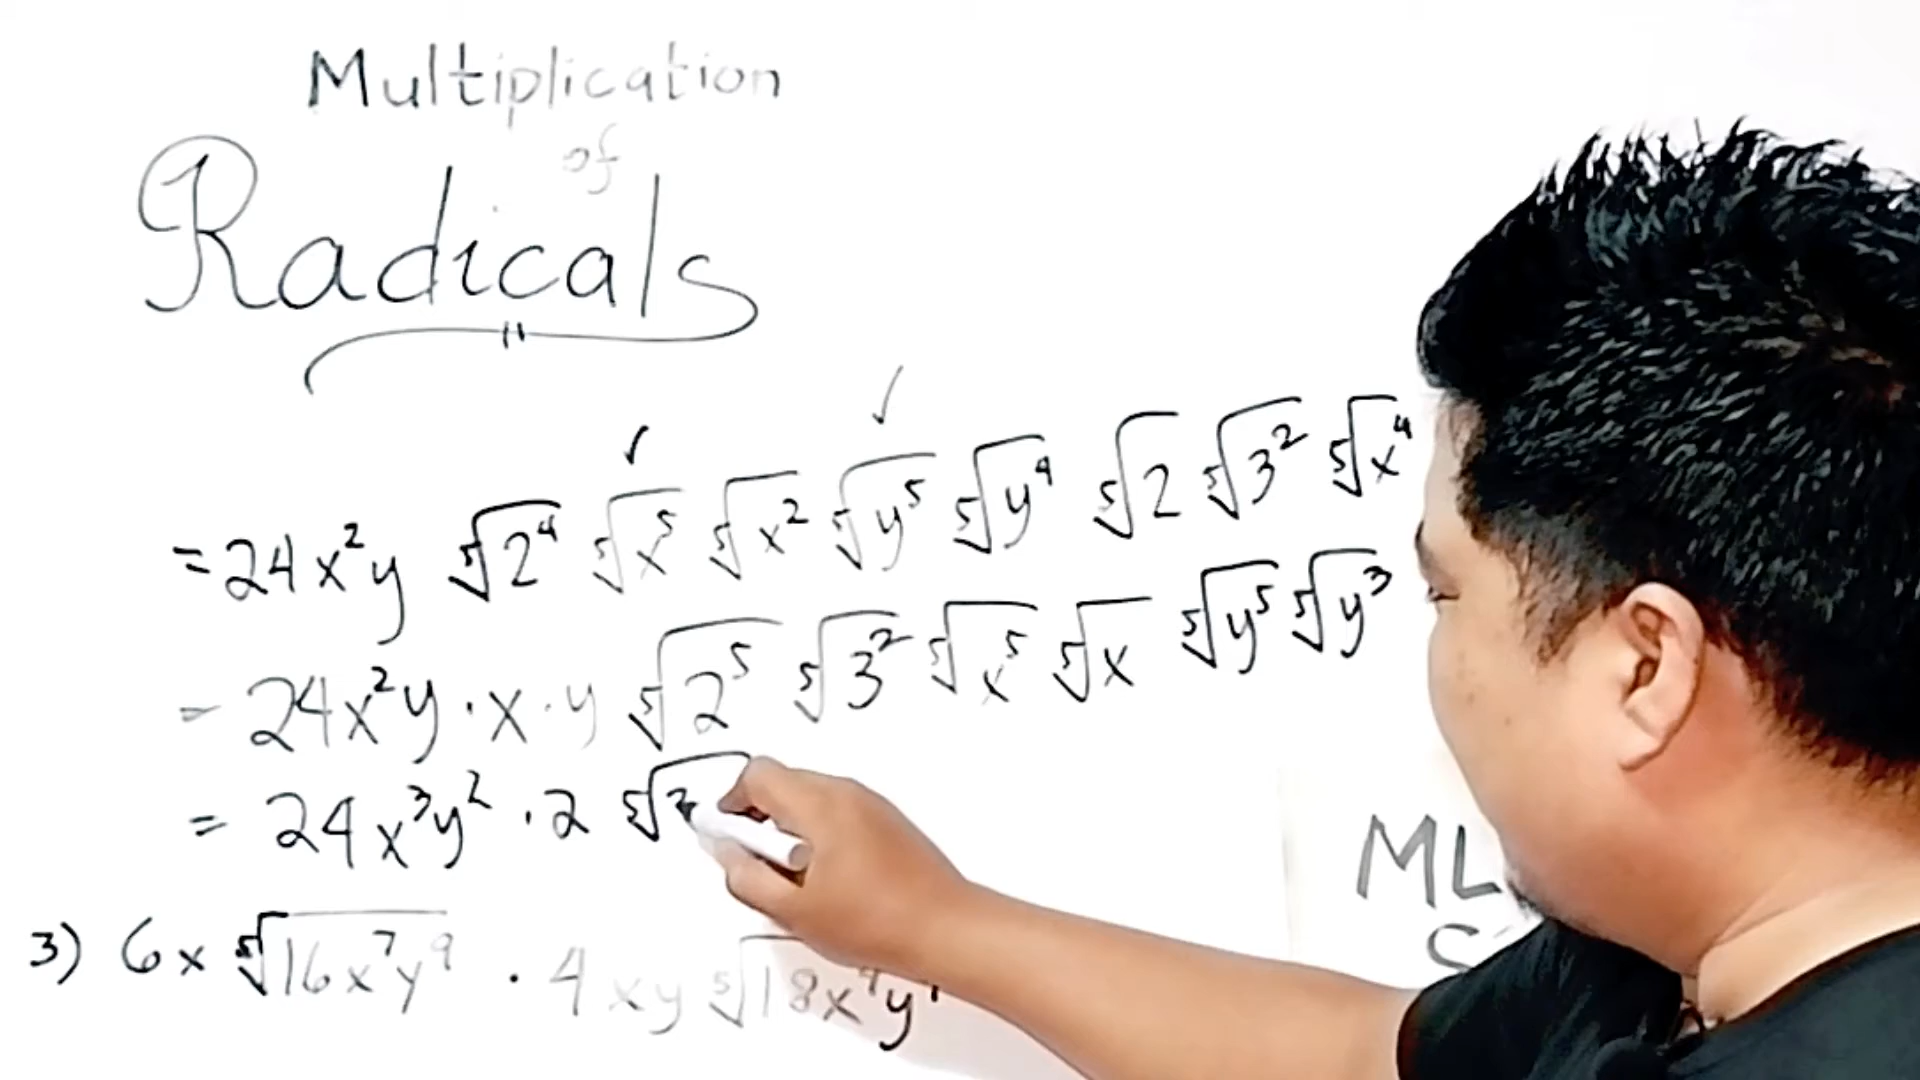 Multiplication
of
Radicals
✓ ✓
= 24x²y ⁵√2⁴ ⁵√x⁵ ⁵√x² ⁵√y⁵ ⁵√y⁴ ⁵√2 ⁵√3² ⁵√x⁴
= 24x²y · x · y ⁵√2⁵ ⁵√3² ⁵√x⁵ ⁵√x ⁵√y⁵ ⁵√y³
= 24x³y² · 2 ⁵√
ML
3) 6x ⁵√16x⁷y⁹ · 4xy ⁵√18x⁴y